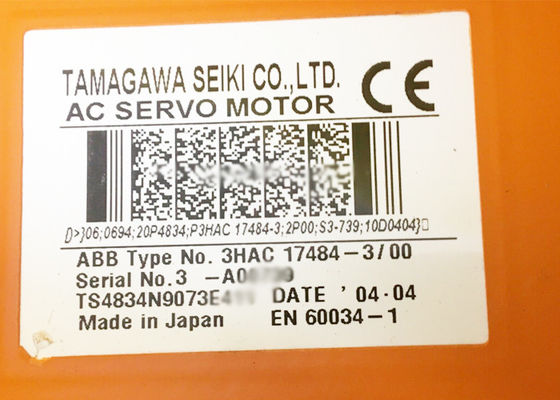 TAMAGAWA SEIKI CO.,LTD.
AC SERVO MOTOR
CE
[)>}06;0694;20P4834;P3HAC 17484-3;2P00;S3-739;10D0404}
ABB Type No. 3HAC 17484-3/00
Serial No.3
TS4834N9073E DATE '04-04
Made in Japan EN 60034-1